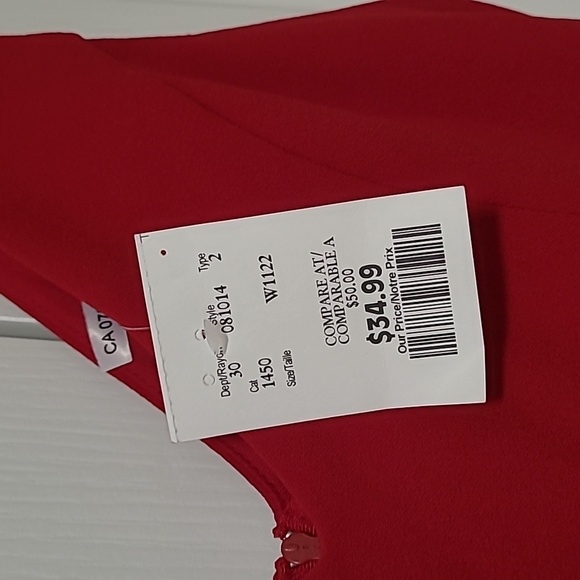 Dept/Rayon Style Type
30 081014 2
Cat
1450 W1122
Size/Taille
COMPARE AT/
COMPARABLE A
$50.00
$34.99
Our Price/Notre Prix
CA 07